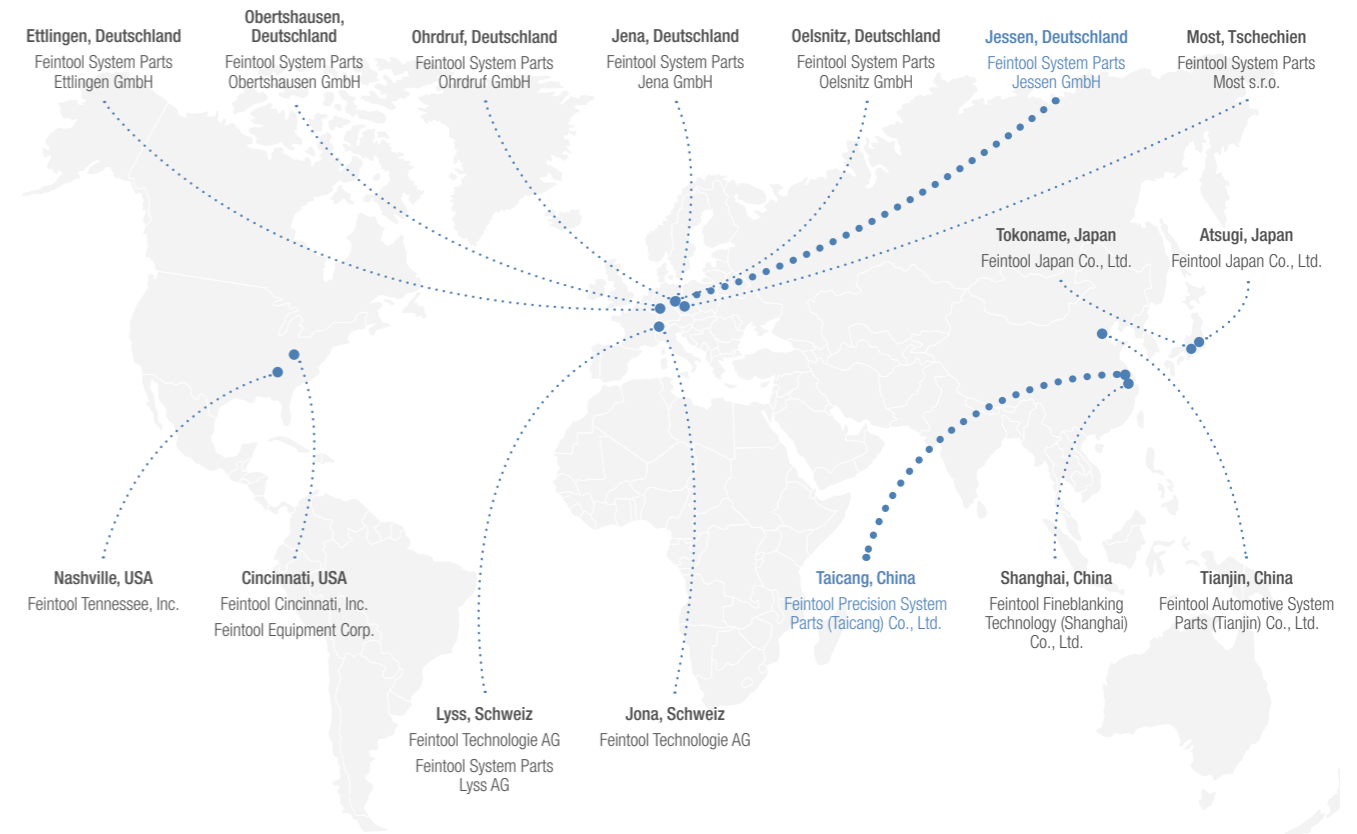 Ettlingen, Deutschland
Feintool System Parts
Ettlingen GmbH
Obertshausen,
Deutschland
Feintool System Parts
Obertshausen GmbH
Ohrdruf, Deutschland
Feintool System Parts
Ohrdruf GmbH
Jena, Deutschland
Feintool System Parts
Jena GmbH
Oelsnitz, Deutschland
Feintool System Parts
Oelsnitz GmbH
Jessen, Deutschland
Feintool System Parts
Jessen GmbH
Most, Tschechien
Feintool System Parts
Most s.r.o.
Tokoname, Japan
Feintool Japan Co., Ltd.
Atsugi, Japan
Feintool Japan Co., Ltd.
Nashville, USA
Feintool Tennessee, Inc.
Cincinnati, USA
Feintool Cincinnati, Inc.
Feintool Equipment Corp.
Taicang, China
Feintool Precision System
Parts (Taicang) Co., Ltd.
Shanghai, China
Feintool Fineblanking
Technology (Shanghai)
Co., Ltd.
Tianjin, China
Feintool Automotive System
Parts (Tianjin) Co., Ltd.
Lyss, Schweiz
Feintool Technologie AG
Feintool System Parts
Lyss AG
Jona, Schweiz
Feintool Technologie AG